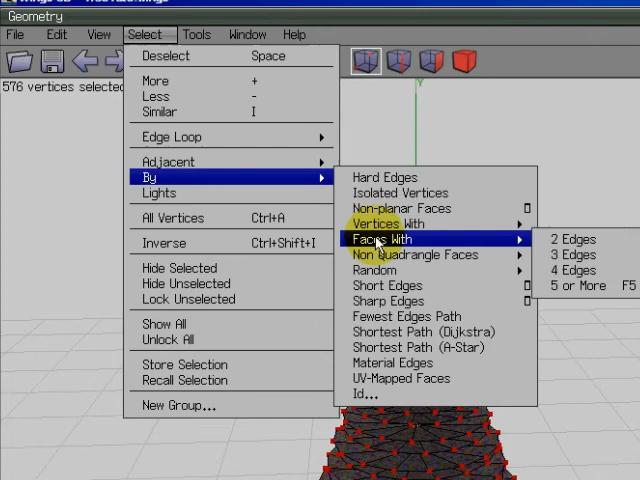 Geometry
File Edit View Select Tools Window Help
576 vertices selected
Y
Deselect Space
More +
Less -
Similar I
Edge Loop
Adjacent
By
Lights
All Vertices Ctrl+A
Inverse Ctrl+Shift+I
Hide Selected
Hide Unselected
Lock Unselected
Show All
Unlock All
Store Selection
Recall Selection
New Group...
Hard Edges
Isolated Vertices
Non-planar Faces
Vertices With
Faces With
Non Quadrangle Faces
Random
Short Edges
Sharp Edges
Fewest Edges Path
Shortest Path (Dijkstra)
Shortest Path (A-Star)
Material Edges
UV-Mapped Faces
Id...
2 Edges
3 Edges
4 Edges
5 or More F5